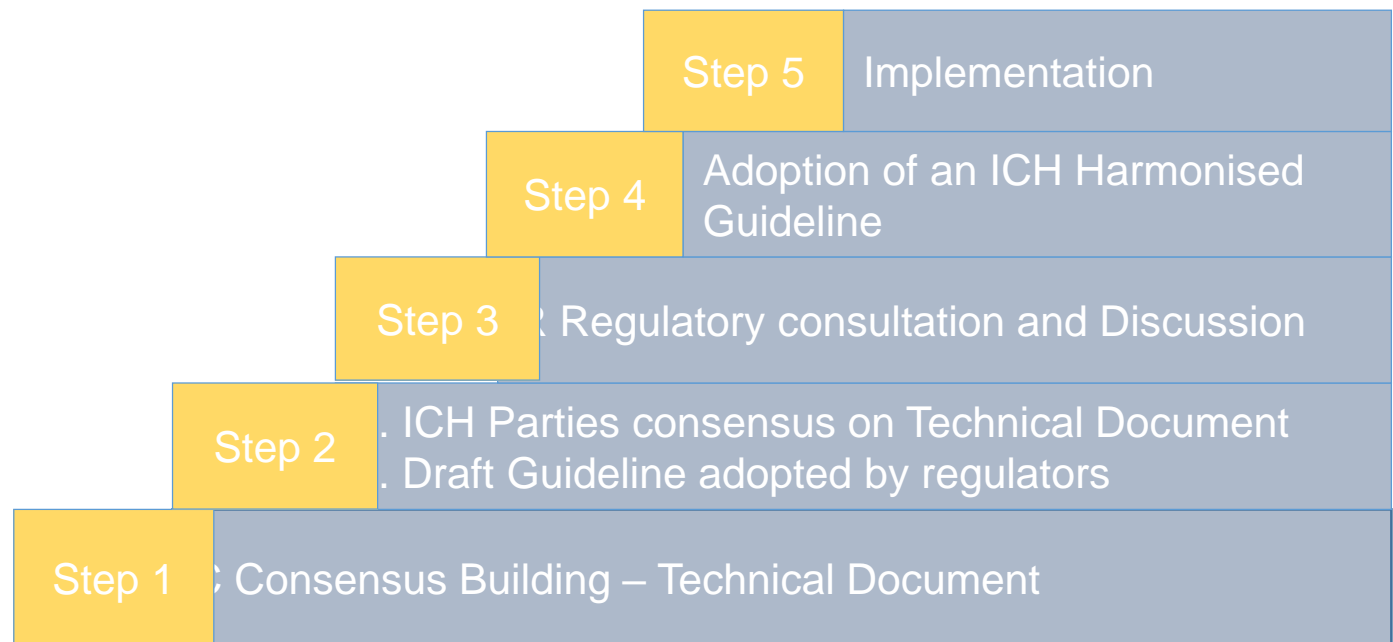 Step 5 Implementation
Step 4 Adoption of an ICH Harmonised
Guideline
Step 3 Regulatory consultation and Discussion
Step 2 . ICH Parties consensus on Technical Document
. Draft Guideline adopted by regulators
Step 1 Consensus Building – Technical Document